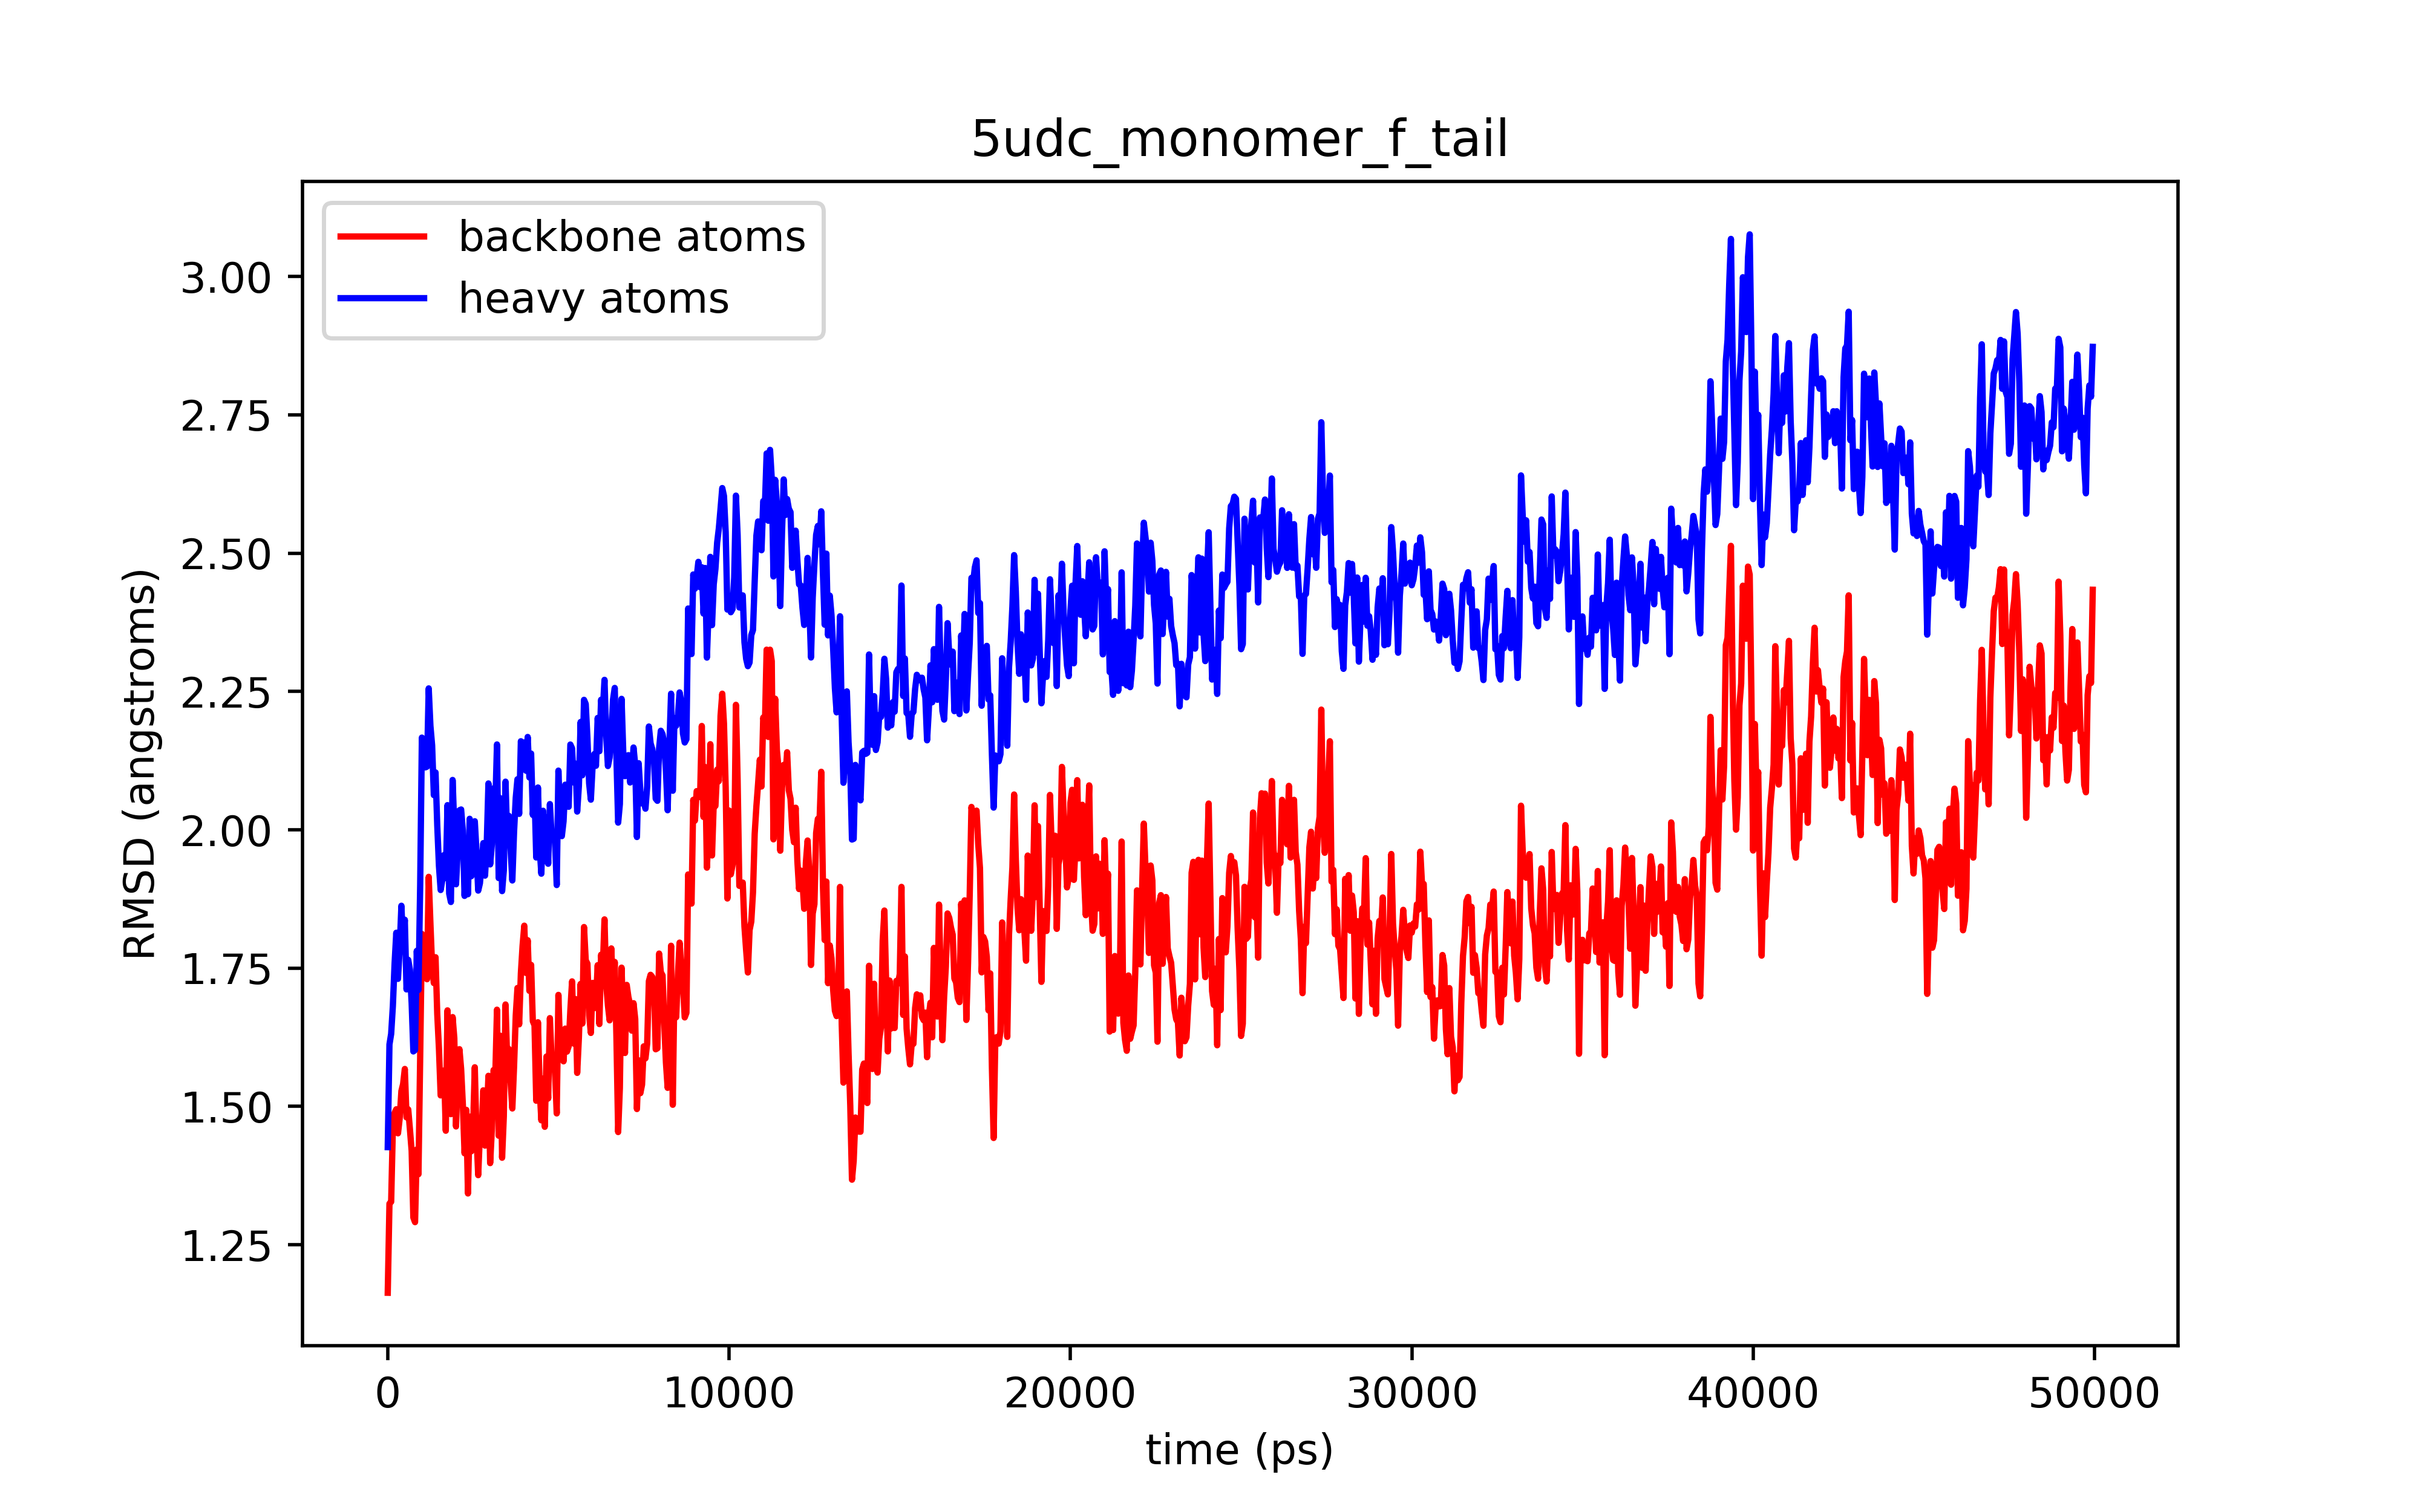 5udc_monomer_f_tail
backbone atoms
heavy atoms
RMSD (angstroms)
3.00
2.75
2.50
2.25
2.00
1.75
1.50
1.25
0 10000 20000 30000 40000 50000
time (ps)